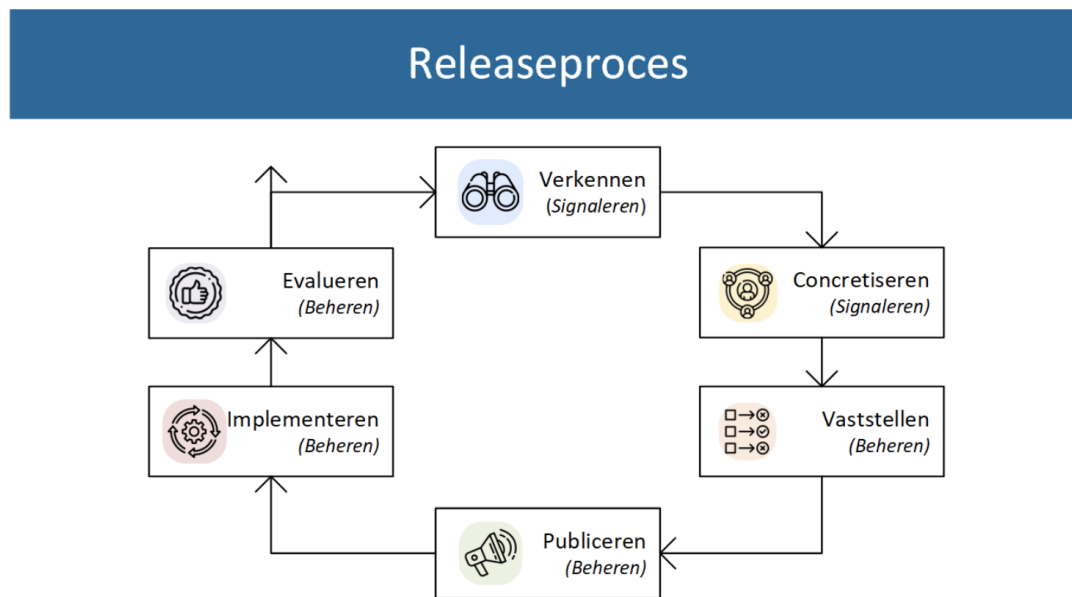 Releaseproces
Verkennen
(Signaleren)
Concretiseren
(Signaleren)
Vaststellen
(Beheren)
Publiceren
(Beheren)
Implementeren
(Beheren)
Evalueren
(Beheren)